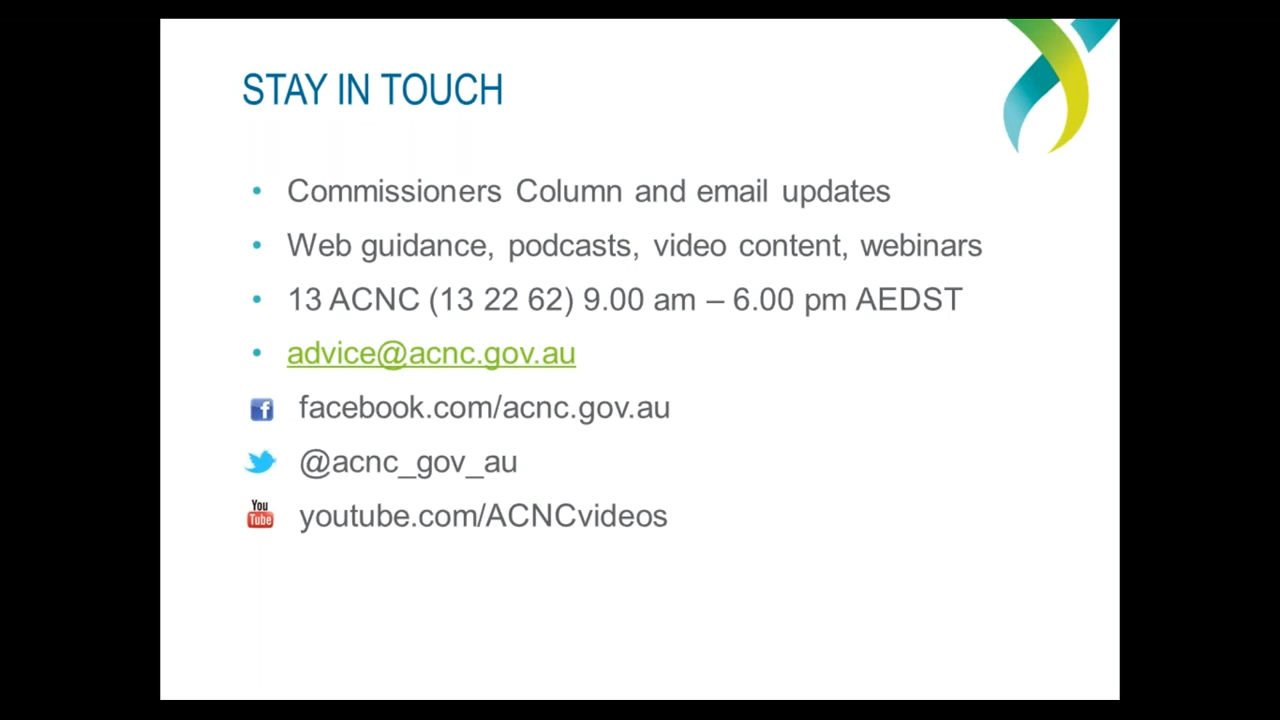 STAY IN TOUCH
• Commissioners Column and email updates
• Web guidance, podcasts, video content, webinars
• 13 ACNC (13 22 62) 9.00 am – 6.00 pm AEDST
• advice@acnc.gov.au
f facebook.com/acnc.gov.au
@acnc_gov_au
You Tube youtube.com/ACNCvideos